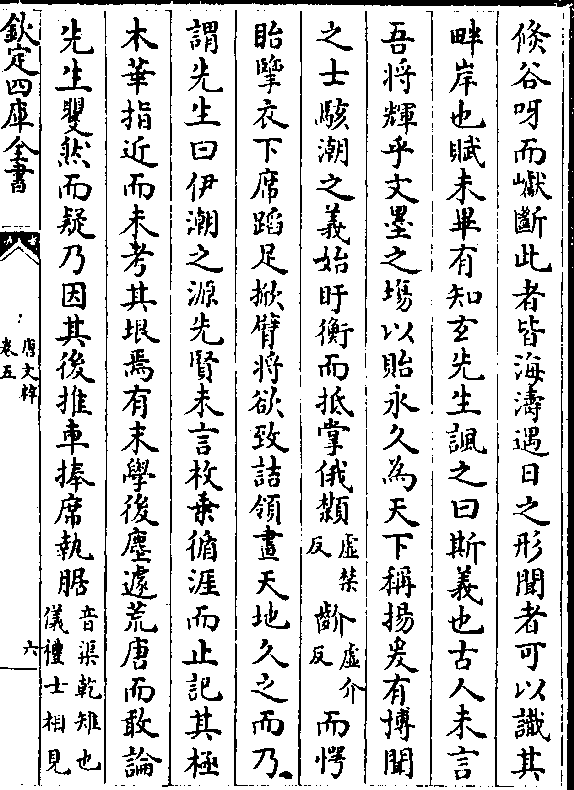 倏谷呀而巘斷此者皆海濤遇日之形聞者可以識其
畔岸也賦未畢有知玄先生諷之曰斯義也古人未言
吾將輝乎文墨之塲以貽永久為天下稱揚爰有博聞
之士駭潮之義始盱衡而抵掌俄顩虛禁反齘虛介反而愕
眙攣衣下席蹈足掀臂將欲致詰領畫天地久之而乃
謂先生曰伊潮之源先賢未言枚乗循涯而止記其極
木華指近而未考其垠焉有末學後塵遽荒唐而敢論
先生矍然而疑乃因其後推車捧席執腒音渠乾雉也儀禮士相見
欽定四庫全書
唐文粹
卷五
六